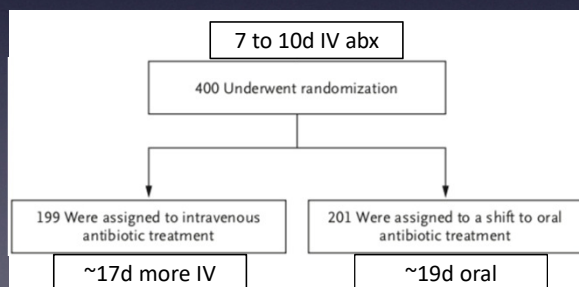 7 to 10d IV abx
400 Underwent randomization
199 Were assigned to intravenous
antibiotic treatment
201 Were assigned to a shift to oral
antibiotic treatment
~17d more IV
~19d oral